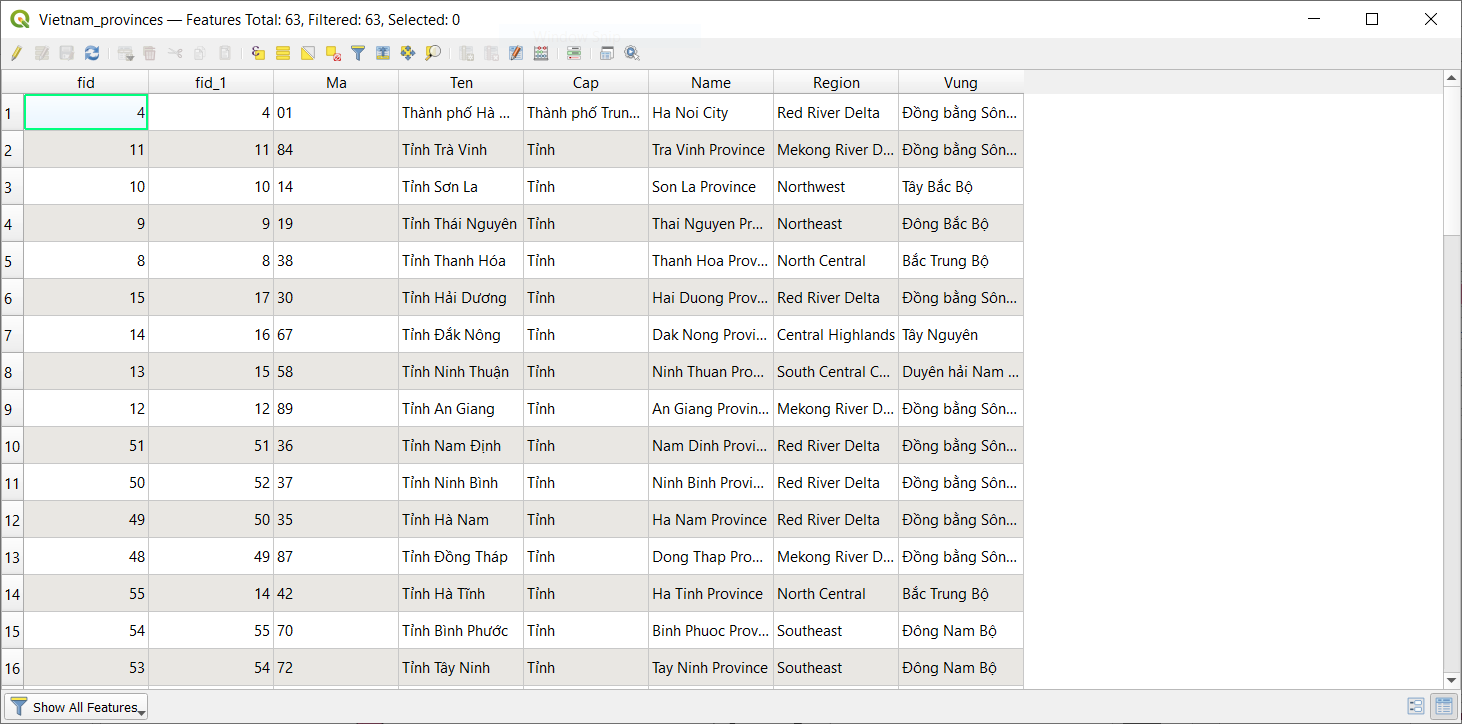 Vietnam_provinces — Features Total: 63, Filtered: 63, Selected: 0
fid fid_1 Ma Ten Cap Name Region Vung
1 4 4 01 Thành phố Hà ... Thành phố Trun... Ha Noi City Red River Delta Đồng bằng Sôn...
2 11 11 84 Tỉnh Trà Vinh Tỉnh Tra Vinh Province Mekong River D... Đồng bằng Sôn...
3 10 10 14 Tỉnh Sơn La Tỉnh Son La Province Northwest Tây Bắc Bộ
4 9 9 19 Tỉnh Thái Nguyên Tỉnh Thai Nguyen Pr... Northeast Đông Bắc Bộ
5 8 8 38 Tỉnh Thanh Hóa Tỉnh Thanh Hoa Prov... North Central Bắc Trung Bộ
6 15 17 30 Tỉnh Hải Dương Tỉnh Hai Duong Prov... Red River Delta Đồng bằng Sôn...
7 14 16 67 Tỉnh Đắk Nông Tỉnh Dak Nong Provi... Central Highlands Tây Nguyên
8 13 15 58 Tỉnh Ninh Thuận Tỉnh Ninh Thuan Pro... South Central C... Duyên hải Nam ...
9 12 12 89 Tỉnh An Giang Tỉnh An Giang Provin... Mekong River D... Đồng bằng Sôn...
10 51 51 36 Tỉnh Nam Định Tỉnh Nam Dinh Provi... Red River Delta Đồng bằng Sôn...
11 50 52 37 Tỉnh Ninh Bình Tỉnh Ninh Binh Provi... Red River Delta Đồng bằng Sôn...
12 49 50 35 Tỉnh Hà Nam Tỉnh Ha Nam Province Red River Delta Đồng bằng Sôn...
13 48 49 87 Tỉnh Đồng Tháp Tỉnh Dong Thap Pro... Mekong River D... Đồng bằng Sôn...
14 55 14 42 Tỉnh Hà Tĩnh Tỉnh Ha Tinh Province North Central Bắc Trung Bộ
15 54 55 70 Tỉnh Bình Phước Tỉnh Binh Phuoc Prov... Southeast Đông Nam Bộ
16 53 54 72 Tỉnh Tây Ninh Tỉnh Tay Ninh Province Southeast Đông Nam Bộ
Show All Features